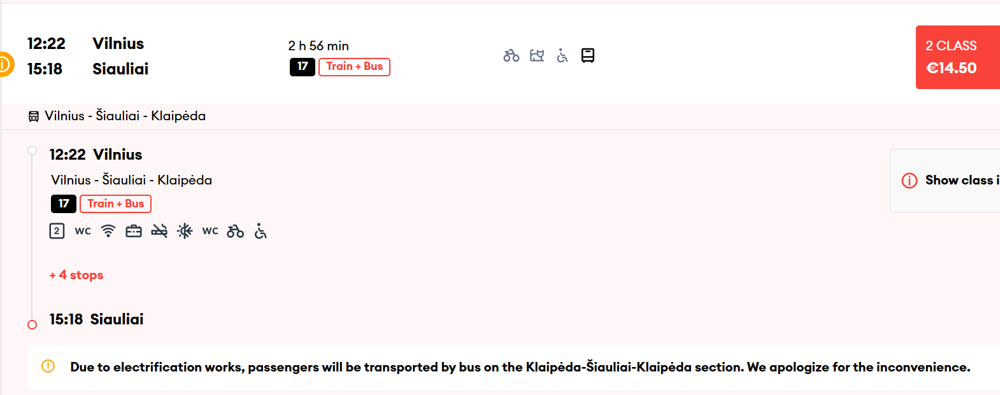 12:22 Vilnius
2 h 56 min
15:18 Siauliai
17 Train + Bus
2 CLASS
€14.50
Vilnius - Šiauliai - Klaipėda
12:22 Vilnius
Vilnius - Šiauliai - Klaipėda
17 Train + Bus
2 WC WC
Show class i
+ 4 stops
15:18 Siauliai
Due to electrification works, passengers will be transported by bus on the Klaipėda-Šiauliai-Klaipėda section. We apologize for the inconvenience.